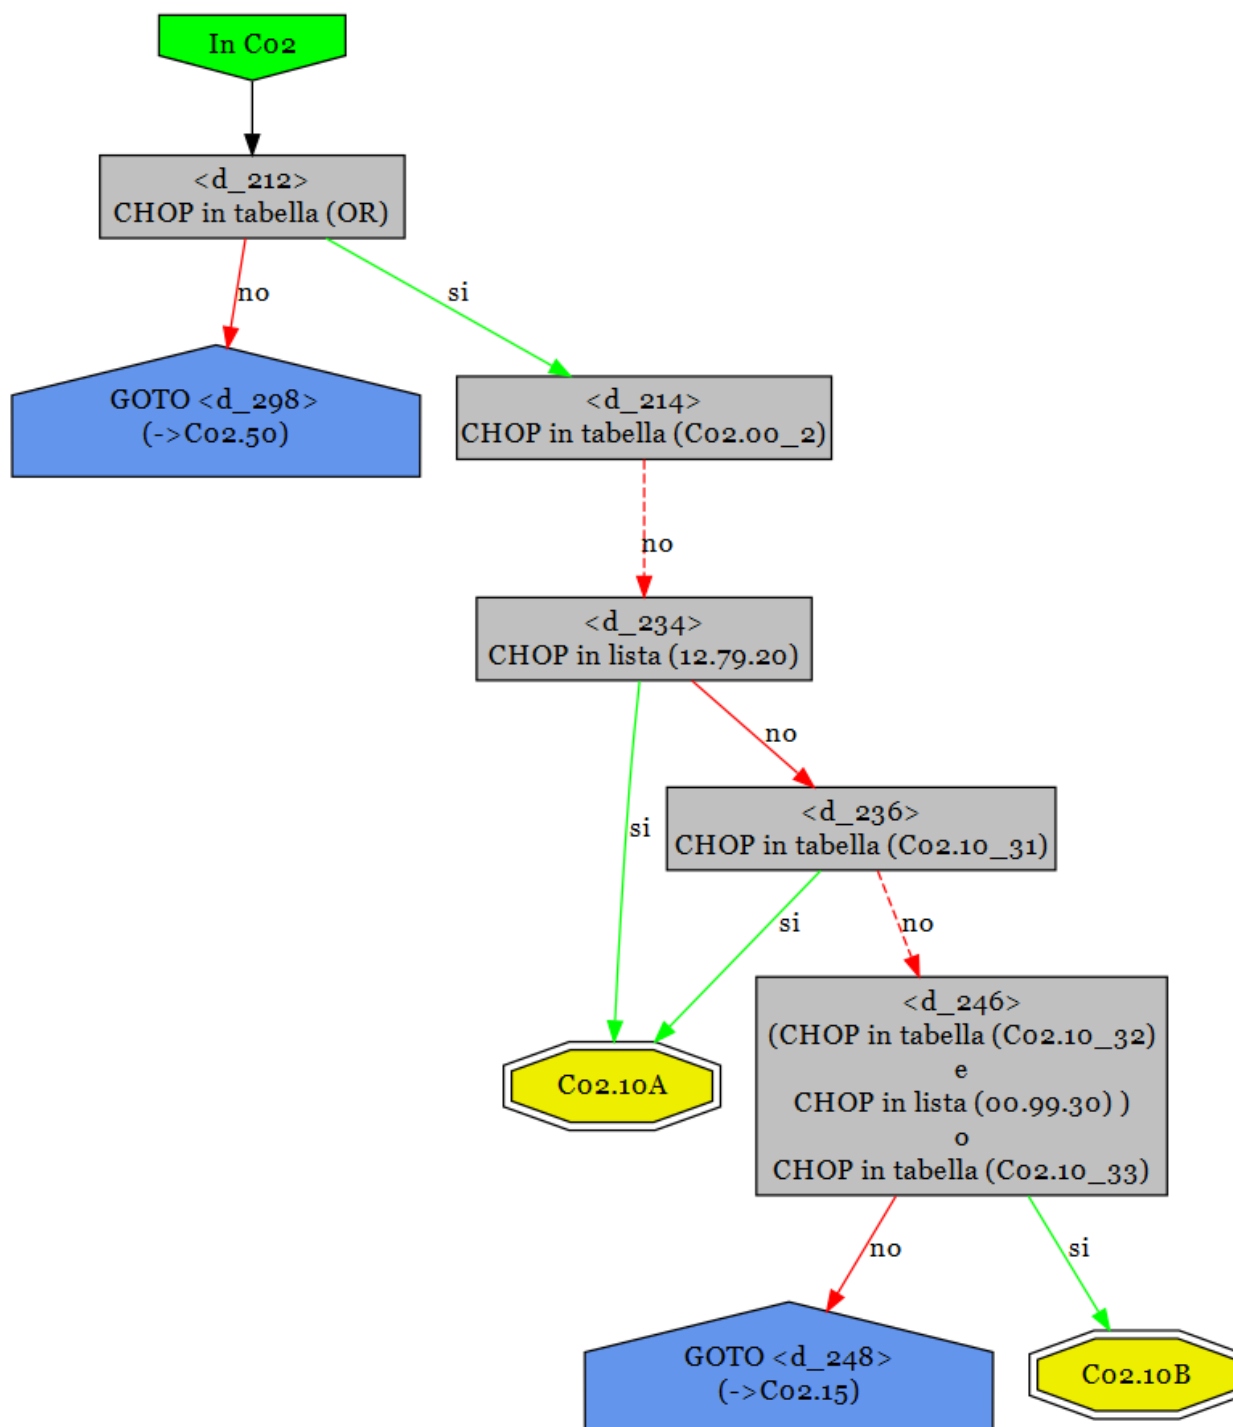 In C02
<d_212>
CHOP in tabella (OR)
no
si
GOTO <d_298>
(->C02.50)
<d_214>
CHOP in tabella (C02.00_2)
no
<d_234>
CHOP in lista (12.79.20)
no
si
<d_236>
CHOP in tabella (C02.10_31)
si
no
C02.10A
<d_246>
(CHOP in tabella (C02.10_32)
e
CHOP in lista (00.99.30) )
o
CHOP in tabella (C02.10_33)
no
si
GOTO <d_248>
(->C02.15)
C02.10B